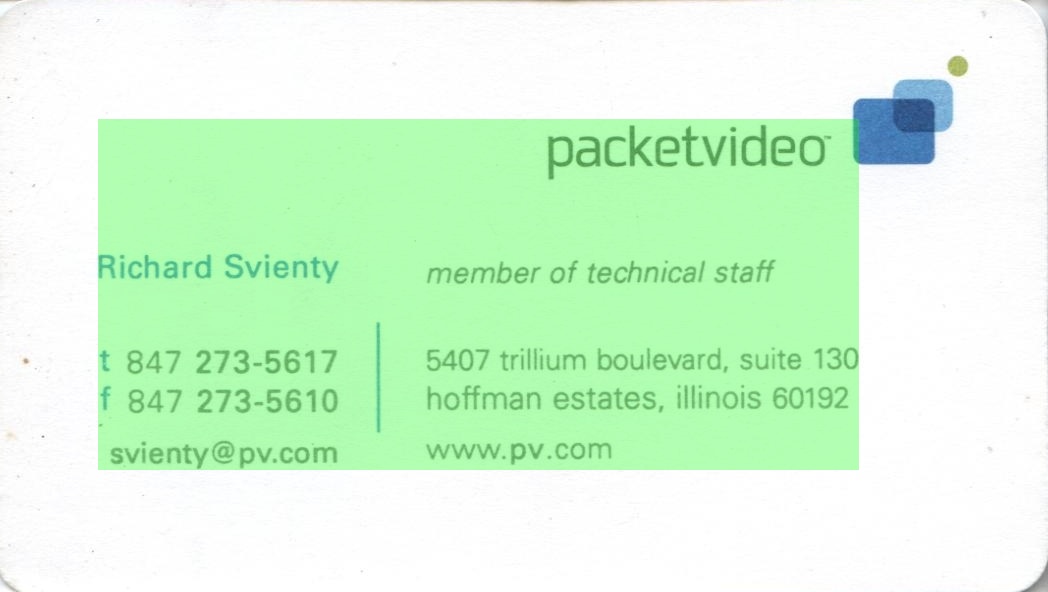 packetvideo™
Richard Svienty
member of technical staff
t 847 273-5617
f 847 273-5610
svienty@pv.com
5407 trillium boulevard, suite 130
hoffman estates, illinois 60192
www.pv.com